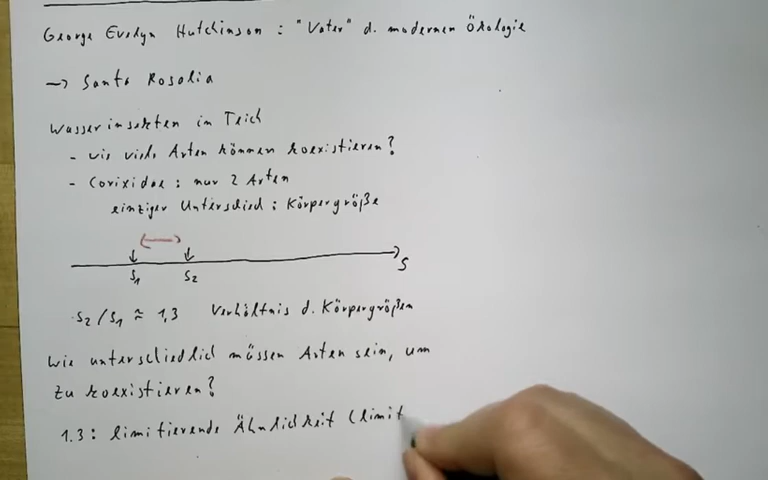 George Evelyn Hutchinson : "Vater" d. modernen Ökologie
→ Santa Rosalia
Wasserinsekten in Teich
- wie viele Arten können koexistieren?
- Corixidae : nur 2 Arten
einziger Unterschied : Körpergröße
S
S1 S2
S2/S1 ≈ 1,3 Verhältnis d. Körpergrößen
Wie unterschiedlich müssen Arten sein, um
zu koexistieren?
1.3: limitierende Ähnlichkeit (limit